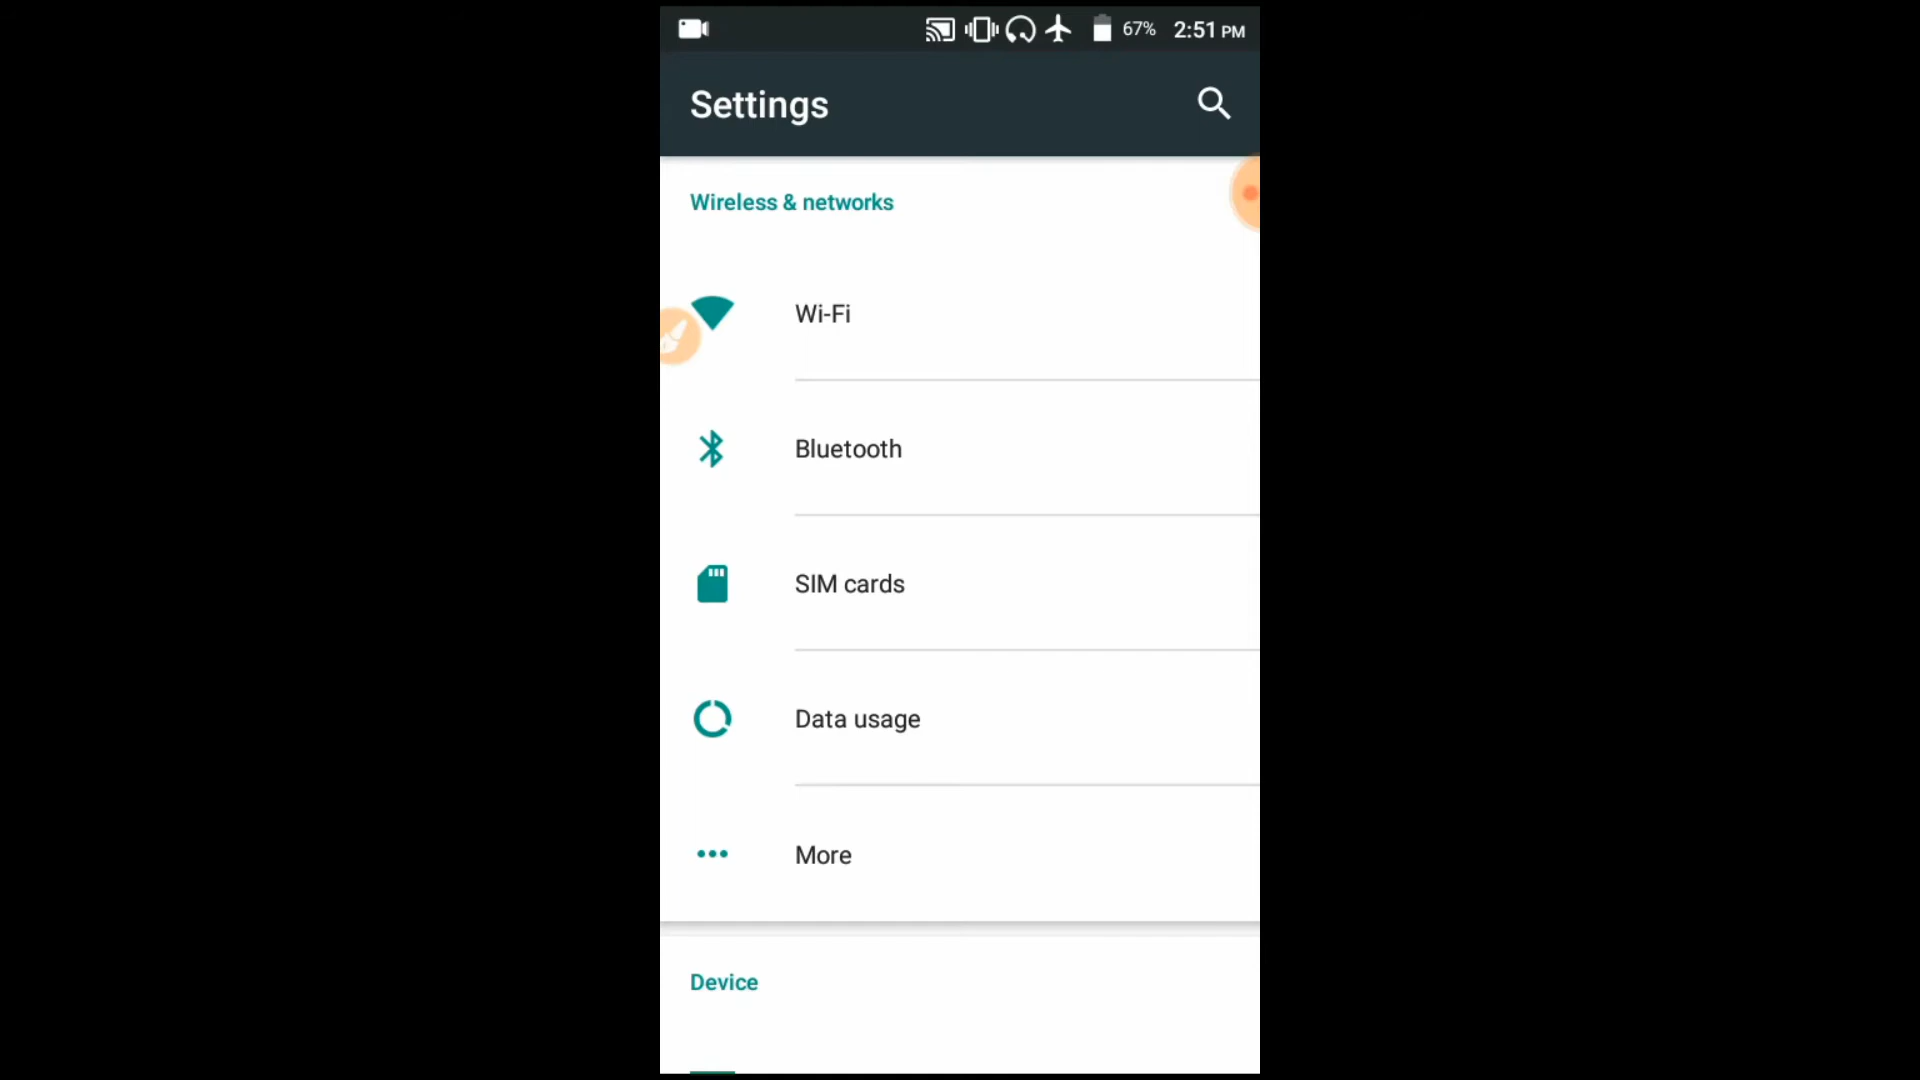 67% 2:51 PM
Settings
Wireless & networks
Wi-Fi
Bluetooth
SIM cards
Data usage
More
Device